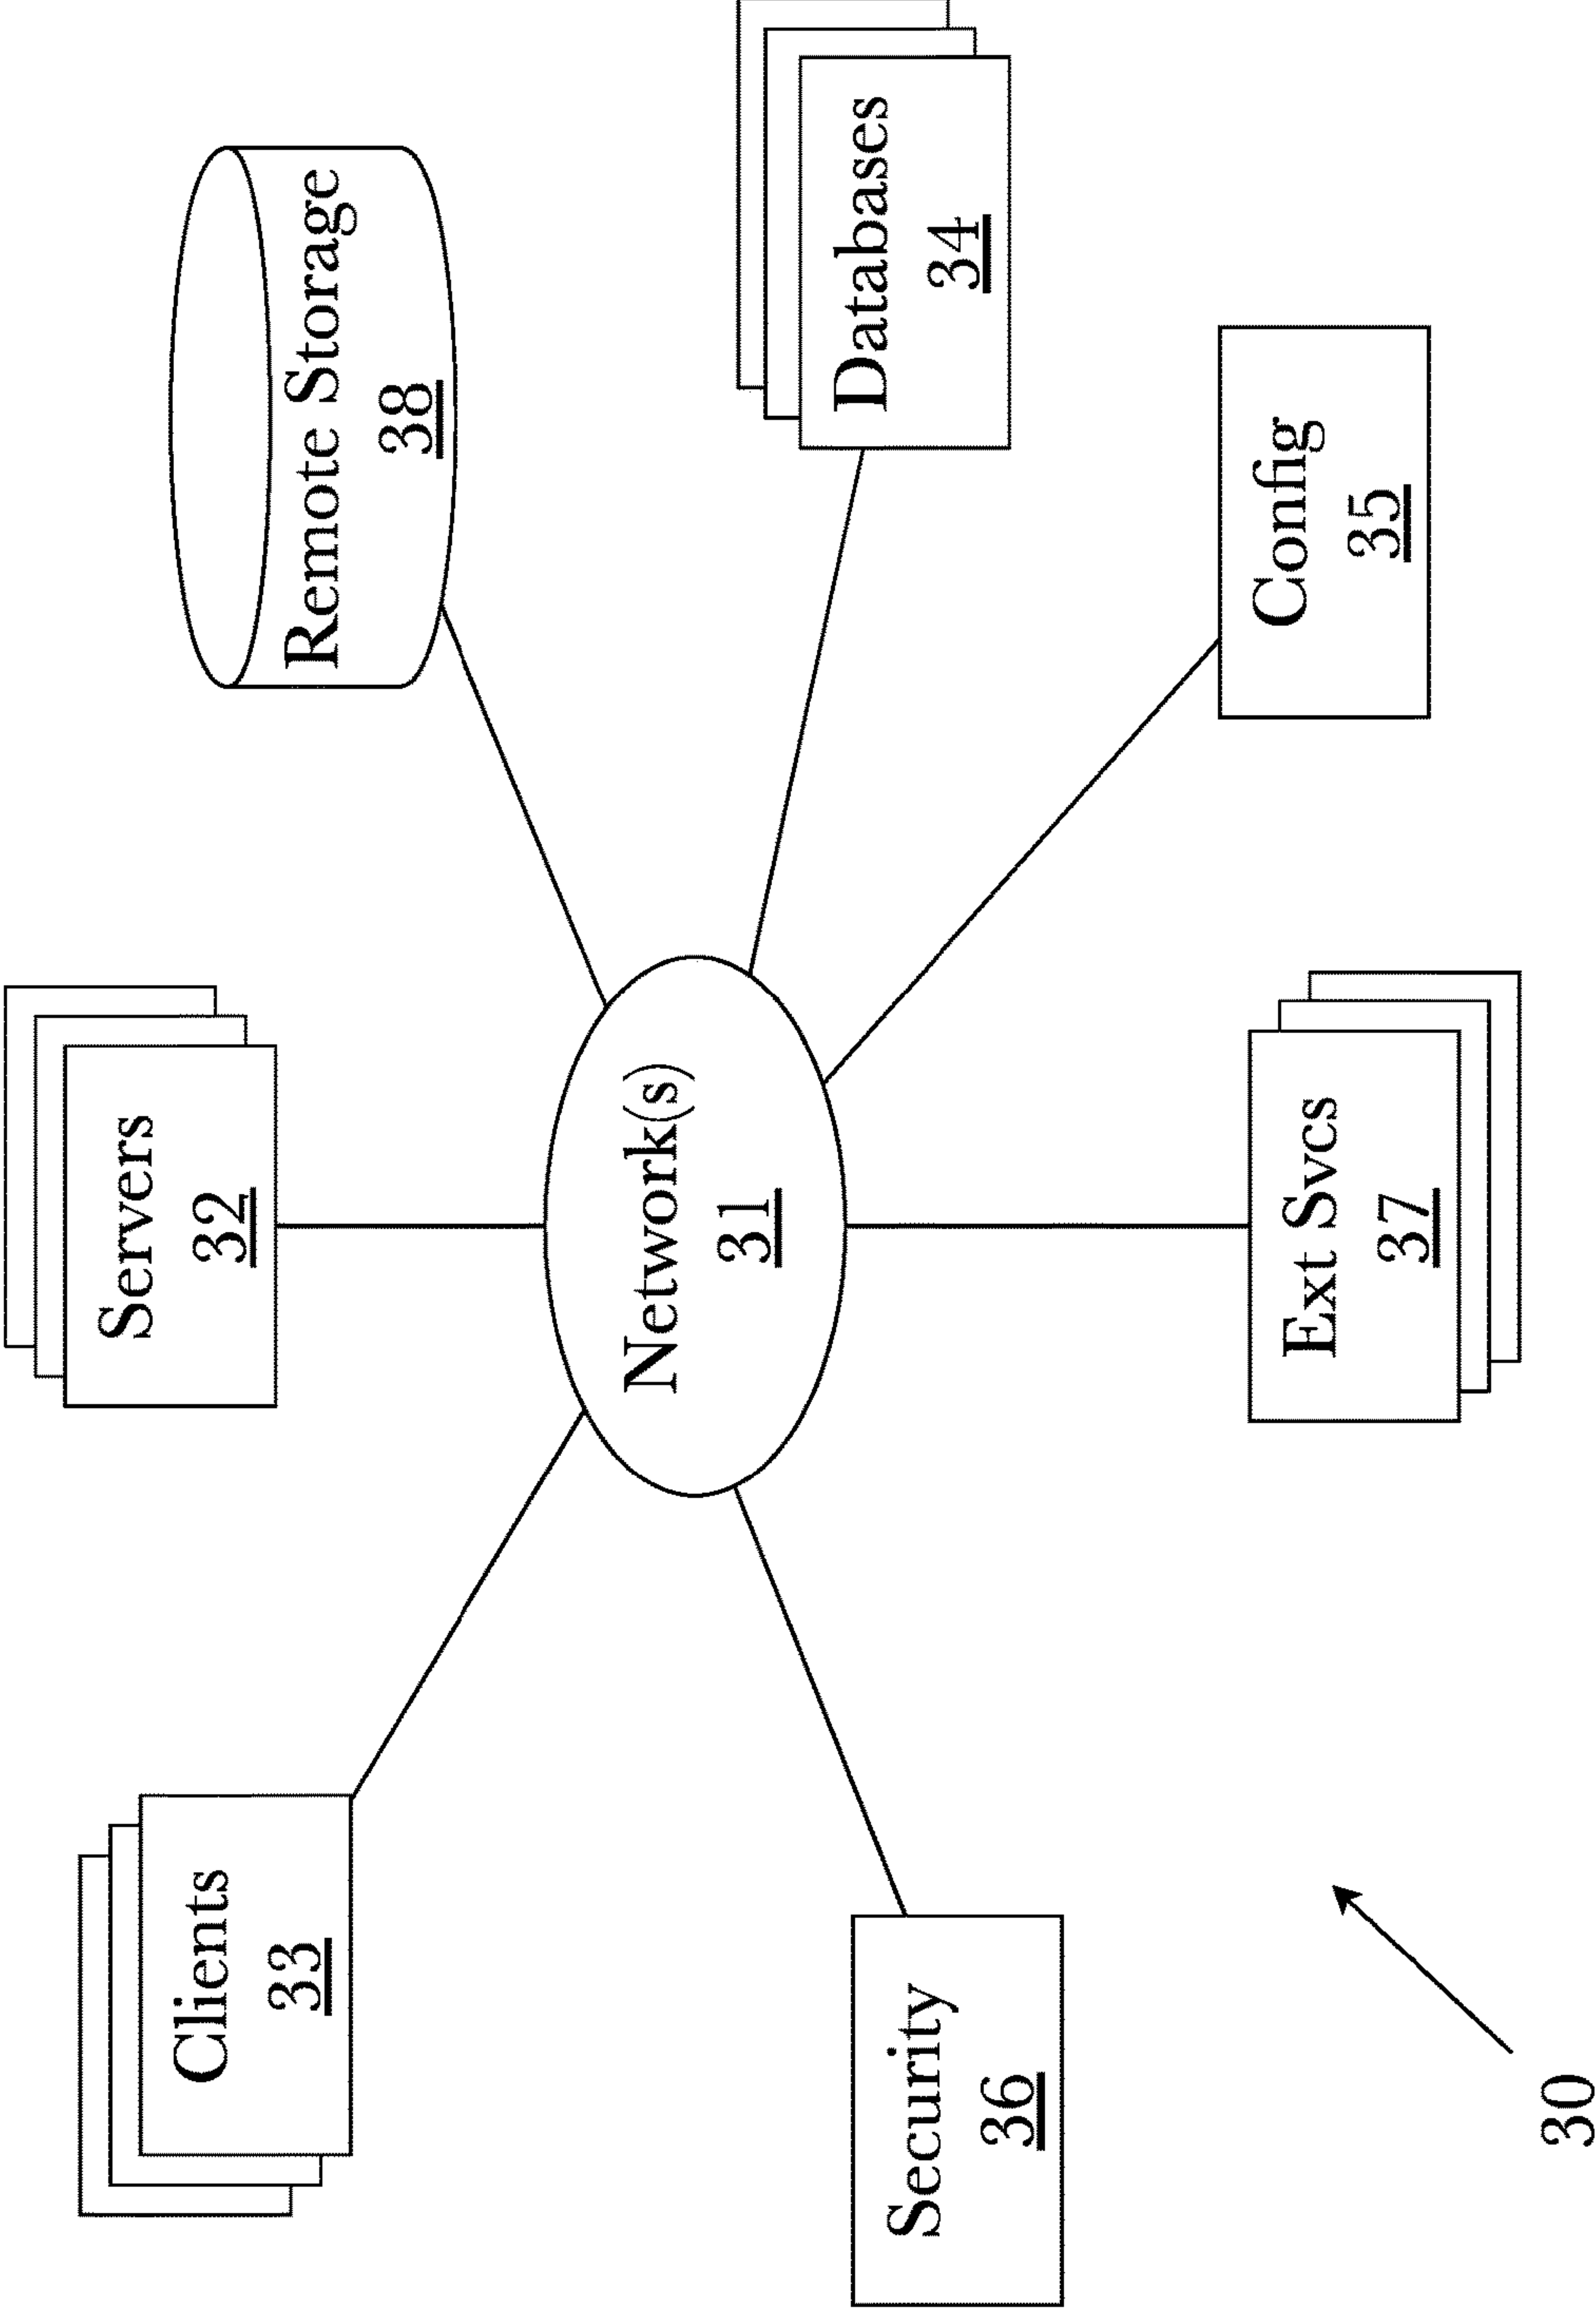 Servers
32
Clients
33
Remote Storage
38
Network(s)
31
Databases
34
Security
36
Ext Svcs
37
Config
35
30